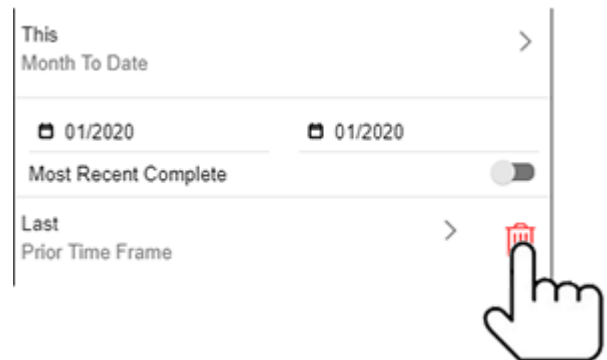 This
Month To Date
01/2020 01/2020
Most Recent Complete
Last
Prior Time Frame